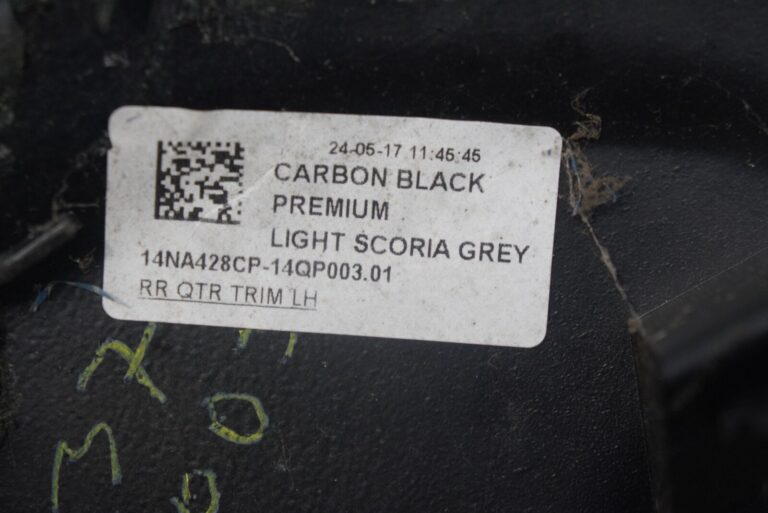 24-05-17 11:45:45
CARBON BLACK
PREMIUM
LIGHT SCORIA GREY
14NA428CP-14QP003.01
RR QTR TRIM LH